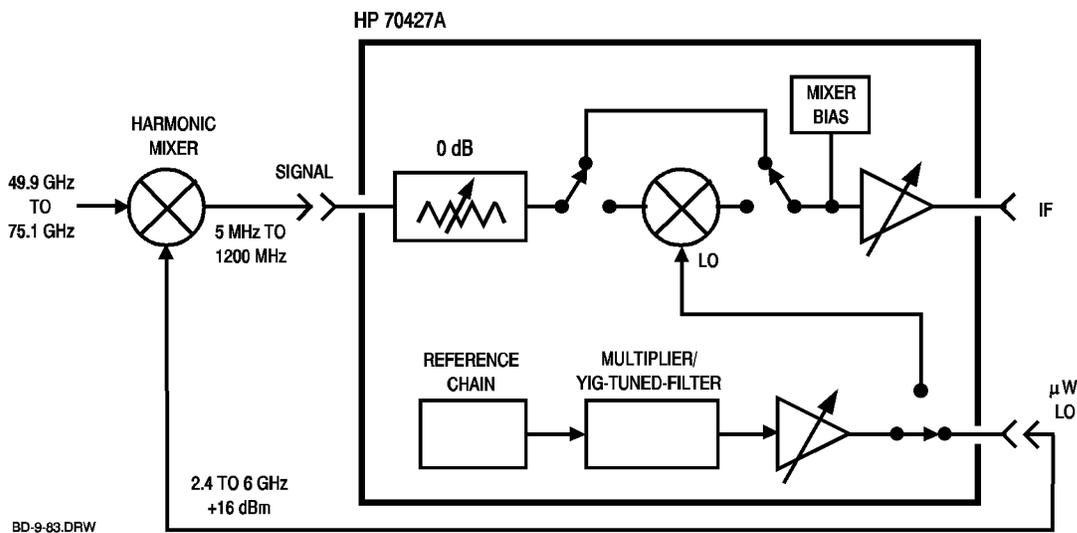 HP 70427A
HARMONIC
MIXER
49.9 GHz
TO
75.1 GHz
5 MHz TO
1200 MHz
SIGNAL
0 dB
LO
MIXER
BIAS
IF
REFERENCE
CHAIN
MULTIPLIER/
YIG-TUNED-FILTER
μW
LO
2.4 TO 6 GHz
+16 dBm
BD-9-83.DRW